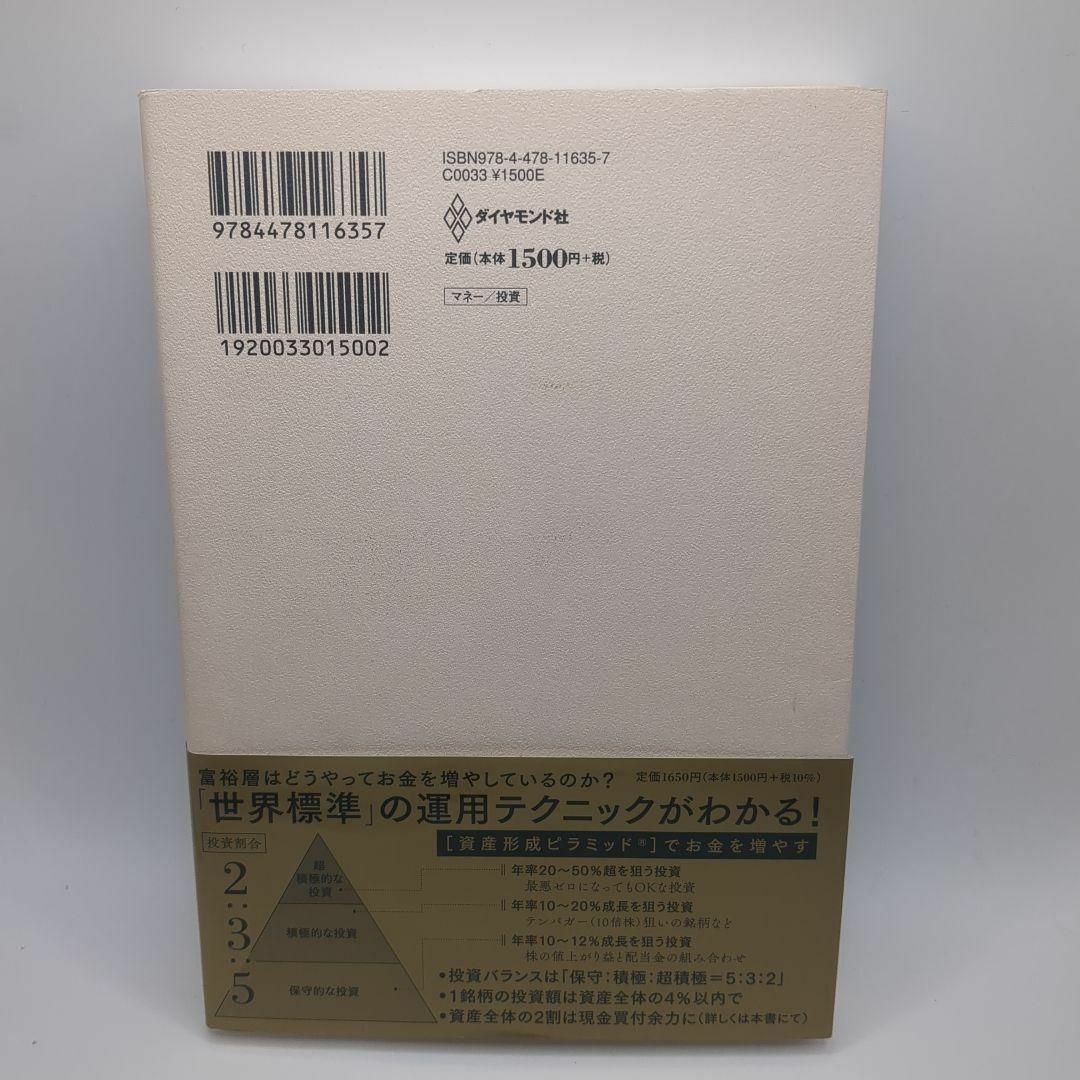 ISBN978-4-478-11635-7
C0033 ¥1500E
9784478116357
ダイヤモンド社
定価(本体1500円+税)
マネー/投資
1920033015002
富裕層はどうやってお金を増やしているのか?
定価1650円(本体1500円+税10%)
「世界標準」の運用テクニックがわかる!
[資産形成ピラミッド®]でお金を増やす
投資割合
2:3:5
超
積極的な
投資
積極的な投資
保守的な投資
年率20〜50%超を狙う投資
最悪ゼロになってもOKな投資
年率10〜20%成長を狙う投資
テンバガー(10倍株)狙いの銘柄など
年率10〜12%成長を狙う投資
株の値上がり益と配当金の組み合わせ
•投資バランスは「保守:積極:超積極=5:3:2」
•1銘柄の投資額は資産全体の4%以内で
•資産全体の2割は現金買付余力に(詳しくは本書にて)